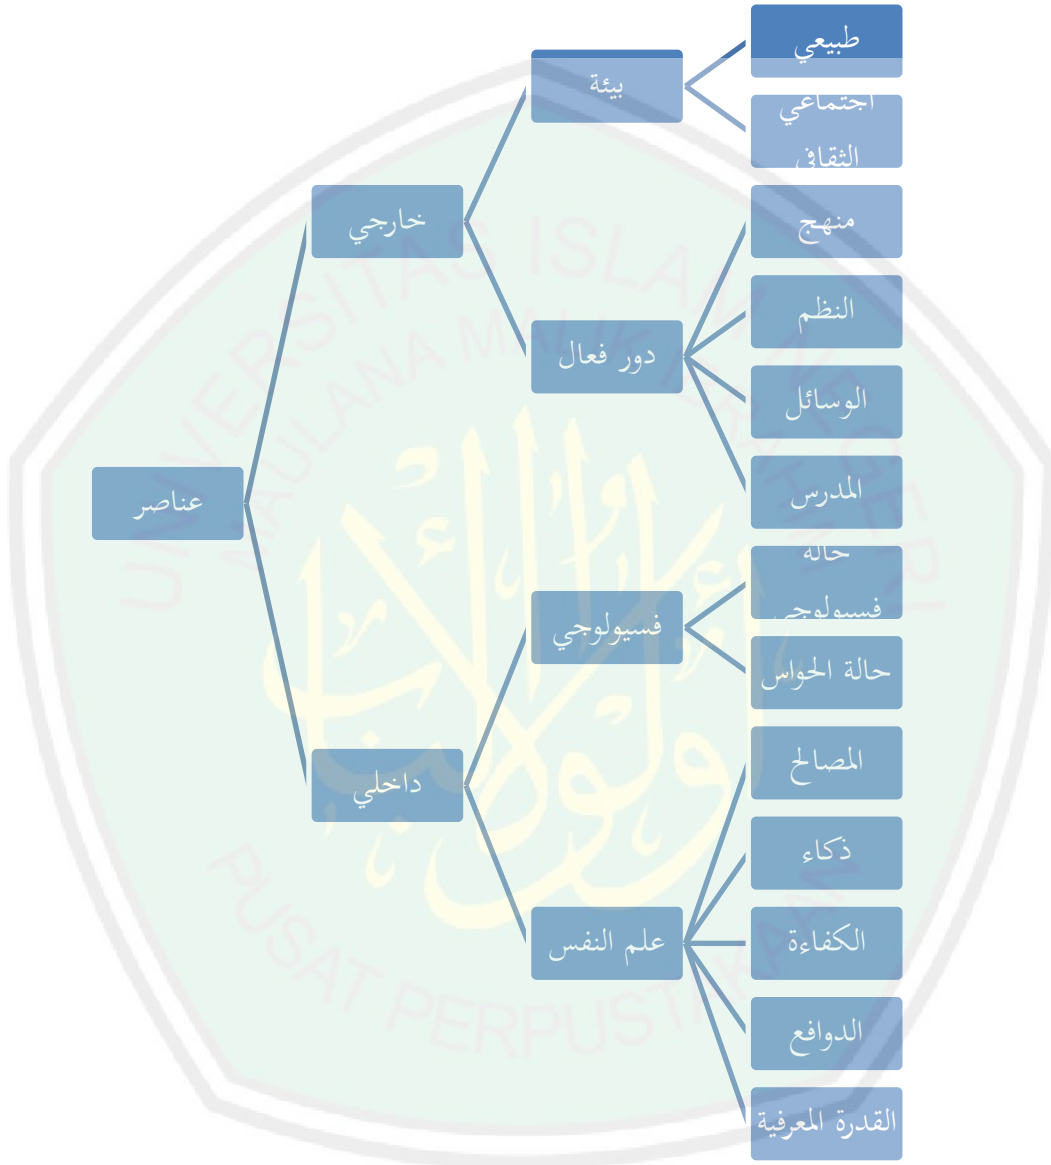 طبيعي
بيئة
اجتماعي
الثقافي
خارجي
منهج
النظم
دور فعال
الوسائل
المدرس
عناصر
حالة
فسيولوجي
فسيولوجي
حالة الحواس
داخلي
المصالح
ذكاء
علم النفس
الكفاءة
الدوافع
القدرة المعرفية
UNIVERSITAS ISLAM NEGERI
MAULANA MALIK IBRAHIM
PUSAT PERPUSTAKAAN